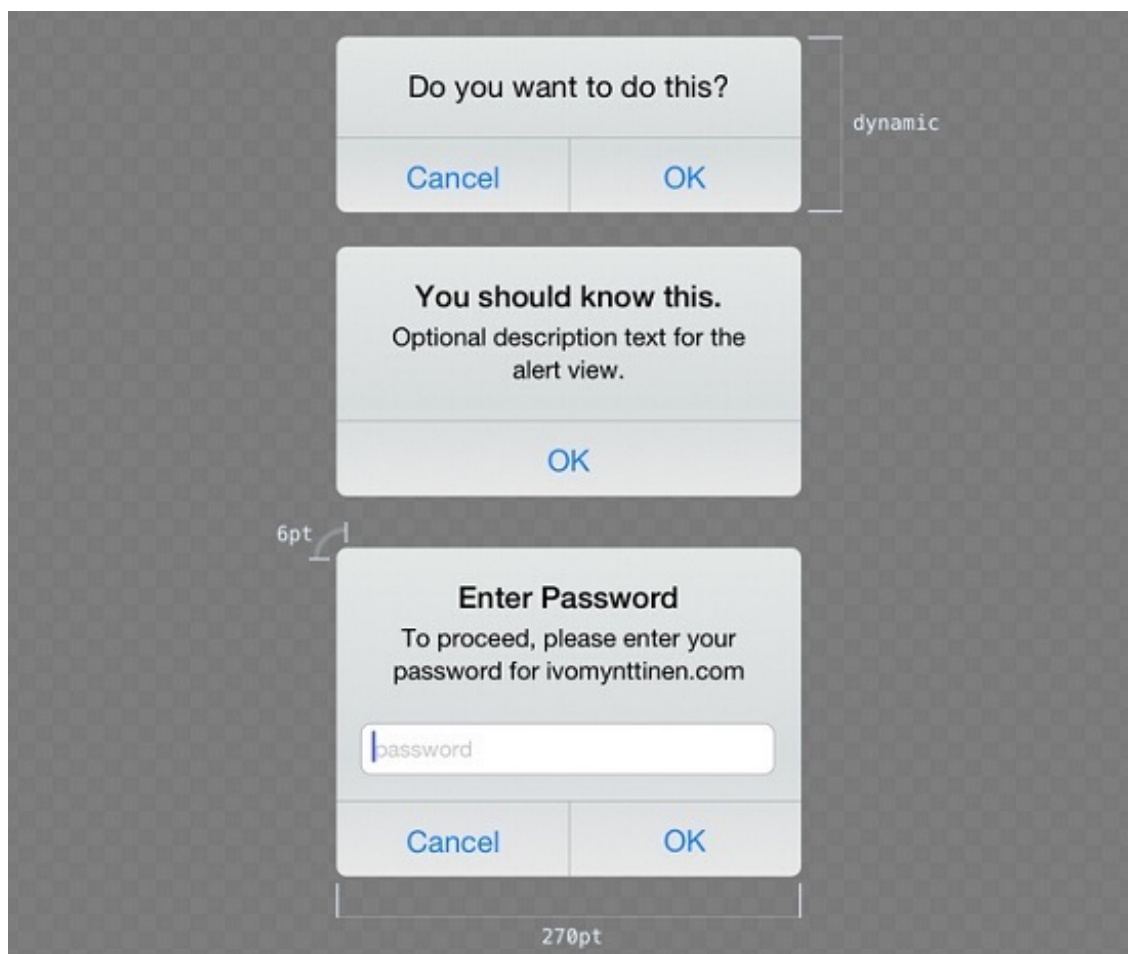 Do you want to do this?
dynamic
Cancel OK
You should know this.
Optional description text for the
alert view.
OK
6pt
Enter Password
To proceed, please enter your
password for ivomynttinen.com
password
Cancel OK
270pt